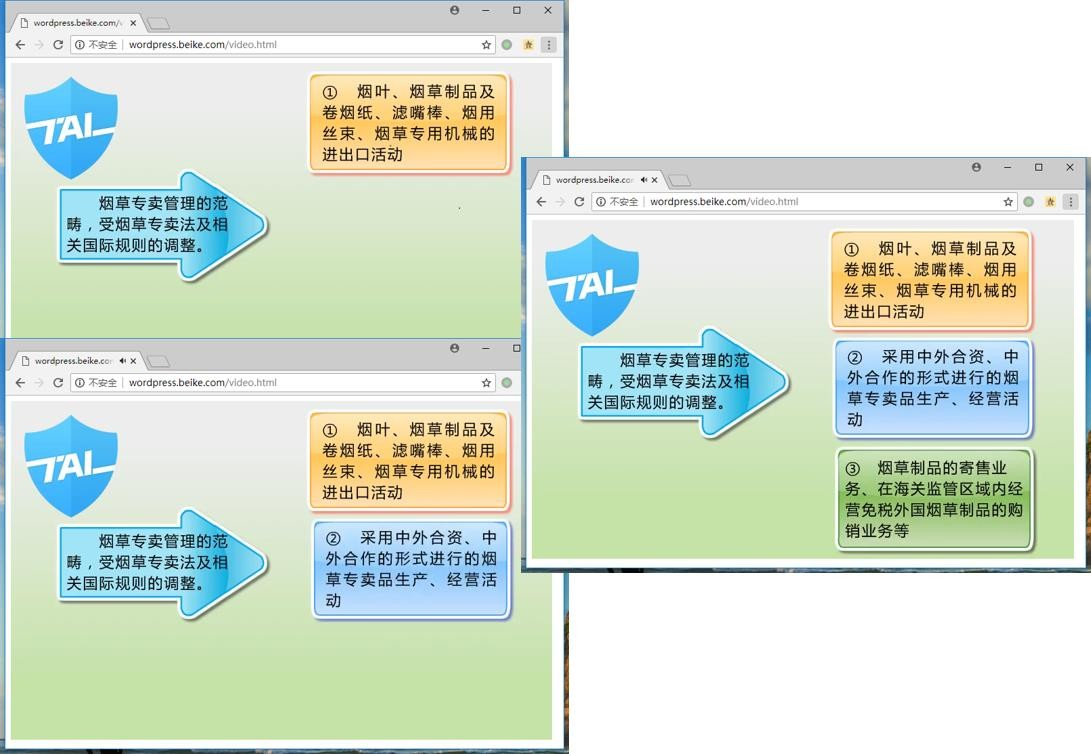 wordpress.beike.com/v
不安全 | wordpress.beike.com/video.html
TAL
① 烟叶、烟草制品及
卷烟纸、滤嘴棒、烟用
丝束、烟草专用机械的
进出口活动
烟草专卖管理的范
畴，受烟草专卖法及相
关国际规则的调整。
wordpress.beike.com
不安全 | wordpress.beike.com/video.html
TAL
① 烟叶、烟草制品及
卷烟纸、滤嘴棒、烟用
丝束、烟草专用机械的
进出口活动
烟草专卖管理的范
畴，受烟草专卖法及相
关国际规则的调整。
② 采用中外合资、中
外合作的形式进行的烟
草专卖品生产、经营活
动
wordpress.beike.cor
不安全 | wordpress.beike.com/video.html
TAL
① 烟叶、烟草制品及
卷烟纸、滤嘴棒、烟用
丝束、烟草专用机械的
进出口活动
烟草专卖管理的范
畴，受烟草专卖法及相
关国际规则的调整。
② 采用中外合资、中
外合作的形式进行的烟
草专卖品生产、经营活
动
③ 烟草制品的寄售业
务、在海关监管区域内经
营免税外国烟草制品的购
销业务等